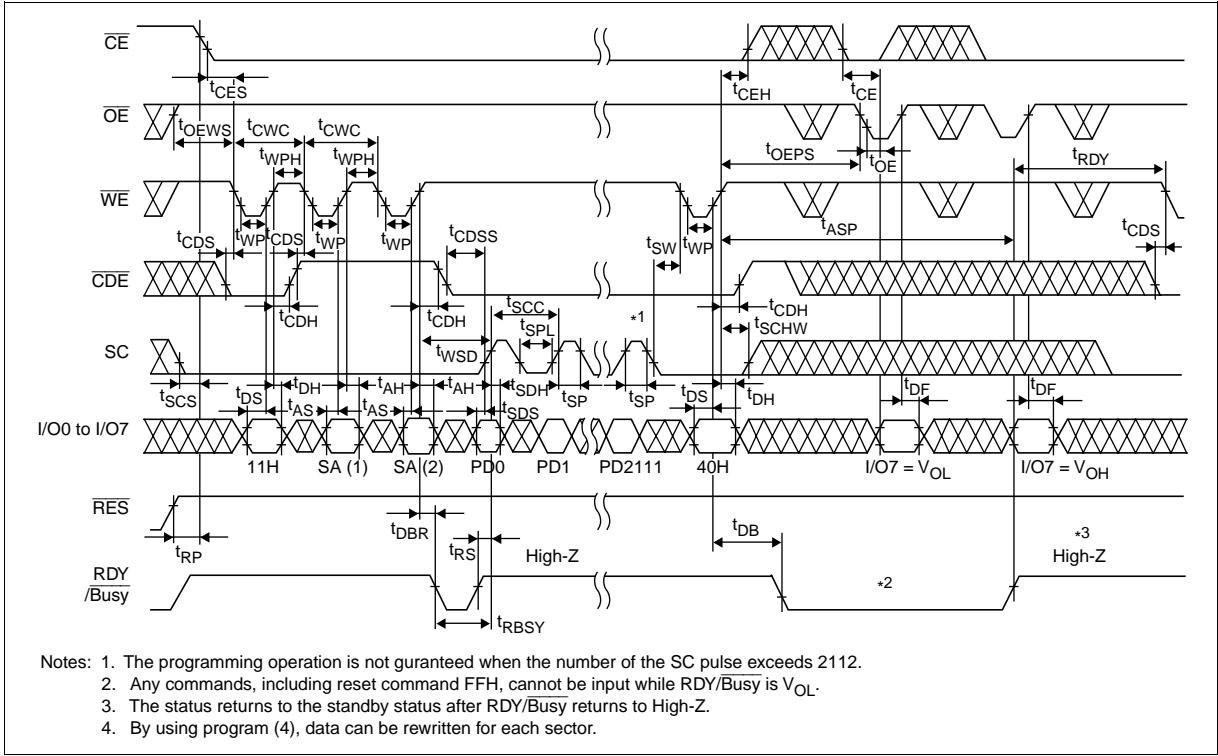 CE
tCES
tCEH
tCE
OE
tOEWS
tCWC
tCWC
tWPH
tWPH
tOEPS
tOE
tRDY
WE
tCDS
tWP
tCDS
tWP
tWP
tCDSS
tSW
tWP
tASP
tCDS
CDE
tCDH
tCDH
tSCC
tSPL
*1
tCDH
tSCHW
SC
tWSD
tSCS
tDS
tDH
tAS
tAH
tAS
tAH
tSDH
tSDS
tSP
tSP
tDS
tDH
tDF
tDF
I/O0 to I/O7
11H
SA (1)
SA (2)
PD0
PD1
PD2111
40H
I/O7 = VOL
I/O7 = VOH
RES
tRP
tDBR
tRS
High-Z
tDB
*3
High-Z
RDY
/Busy
*2
tRBSY
Notes: 1. The programming operation is not guranteed when the number of the SC pulse exceeds 2112.
2. Any commands, including reset command FFH, cannot be input while RDY/Busy is VOL.
3. The status returns to the standby status after RDY/Busy returns to High-Z.
4. By using program (4), data can be rewritten for each sector.